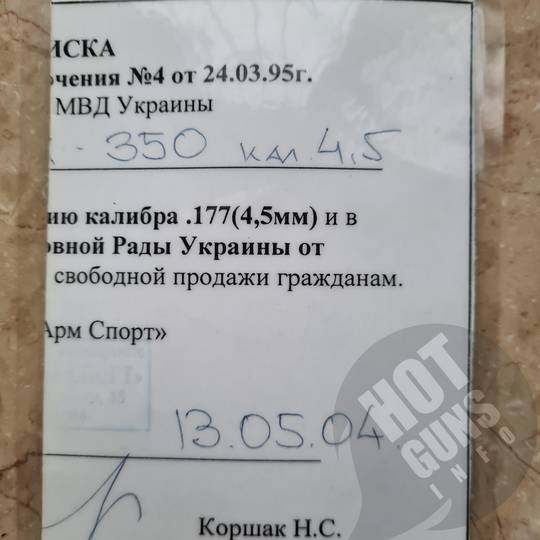 ИСКА
очения №4 от 24.03.95г.
МВД Украины
- 350 кал. 4,5
ию калибра .177(4,5мм) и в
овной Рады Украины от
свободной продажи гражданам.
Арм Спорт»
13.05.04
Коршак Н.С.
HOT
GUNS
INFO